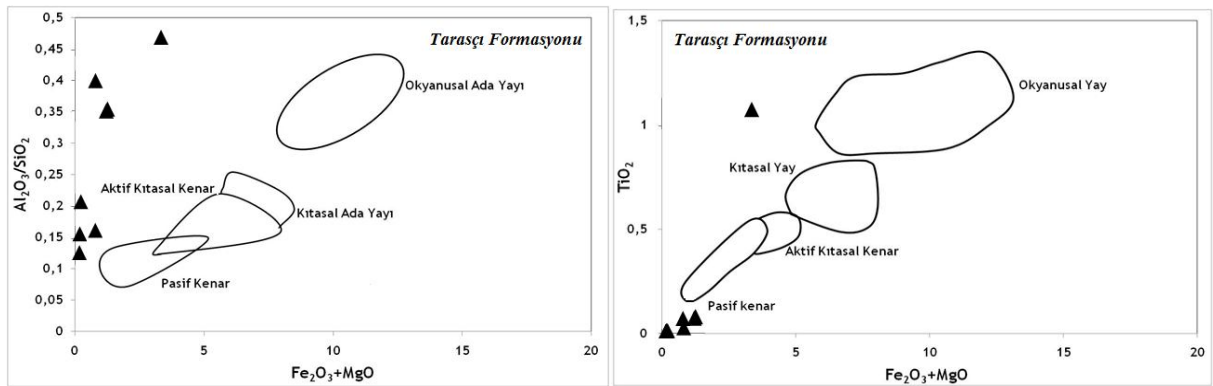 Tarasçı Formasyonu
Al₂O₃/SiO₂
0,5
0,45
0,4
0,35
0,3
0,25
0,2
0,15
0,1
0,05
0
Okyanusal Ada Yayı
Aktif Kıtasal Kenar
Kıtasal Ada Yayı
Pasif Kenar
0 5 10 15 20
Fe₂O₃+MgO
Tarasçı Formasyonu
TiO₂
1,5
1
0,5
0
Okyanusal Yay
Kıtasal Yay
Aktif Kıtasal Kenar
Pasif kenar
0 5 10 15 20
Fe₂O₃+MgO